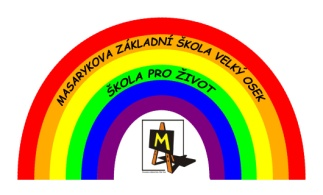 MASARYKOVA ZÁKLADNÍ ŠKOLA VELKÝ OSEK
ŠKOLA PRO ŽIVOT
M